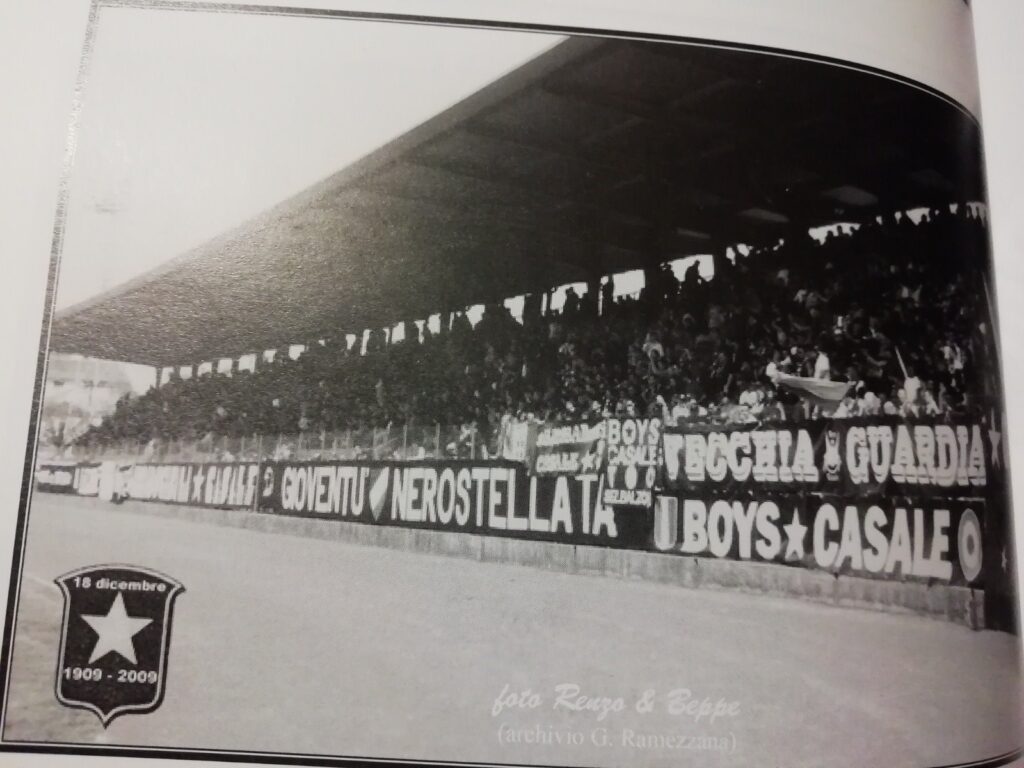 BOYS
CASALE
VECCHIA GUARDIA
CASALE
GIOVENTU' NEROSTELLATA
BOYS ★ CASALE
18 dicembre
1909 - 2009
foto Renzo & Beppe
(archivio G. Ramezzana)